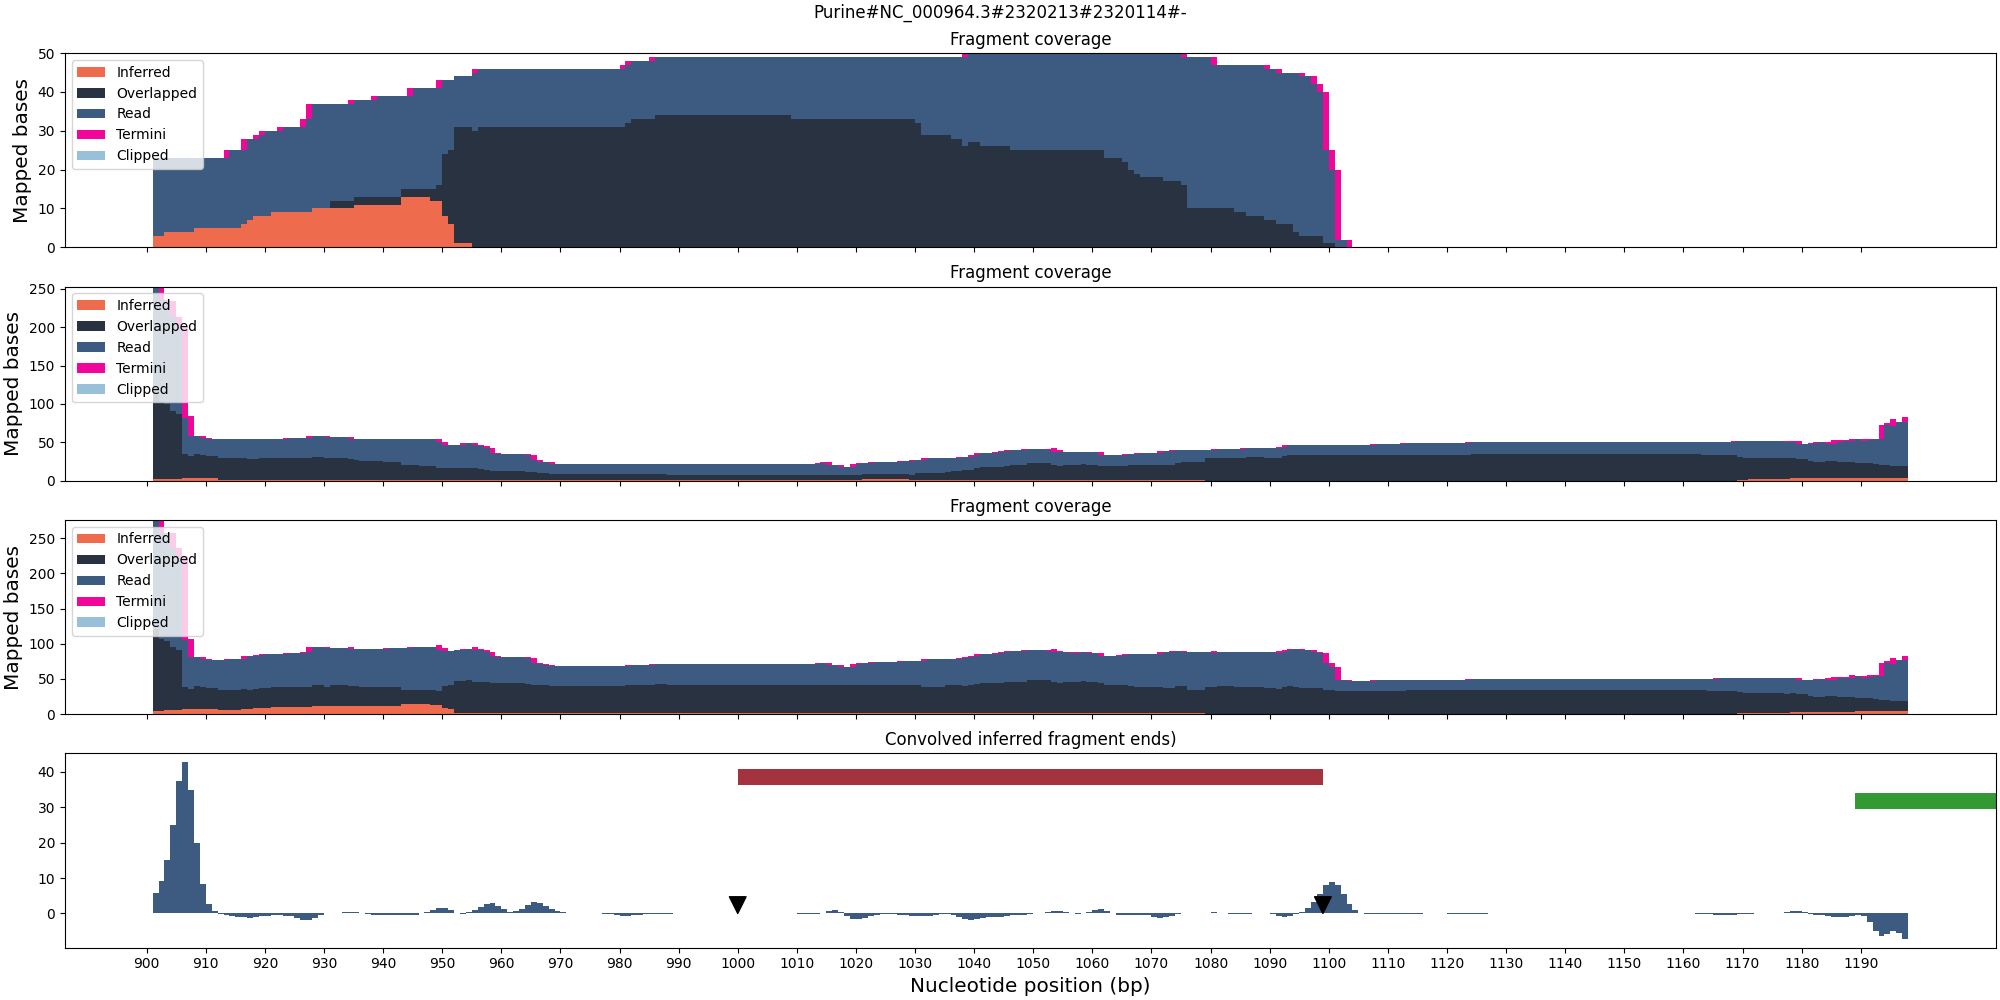 Purine#NC_000964.3#2320213#2320114#-
Fragment coverage
Mapped bases
50
40
30
20
10
0
Inferred
Overlapped
Read
Termini
Clipped
Fragment coverage
Mapped bases
250
200
150
100
50
0
Inferred
Overlapped
Read
Termini
Clipped
Fragment coverage
Mapped bases
250
200
150
100
50
0
Inferred
Overlapped
Read
Termini
Clipped
Convolved inferred fragment ends)
40
30
20
10
0
900 910 920 930 940 950 960 970 980 990 1000 1010 1020 1030 1040 1050 1060 1070 1080 1090 1100 1110 1120 1130 1140 1150 1160 1170 1180 1190
Nucleotide position (bp)